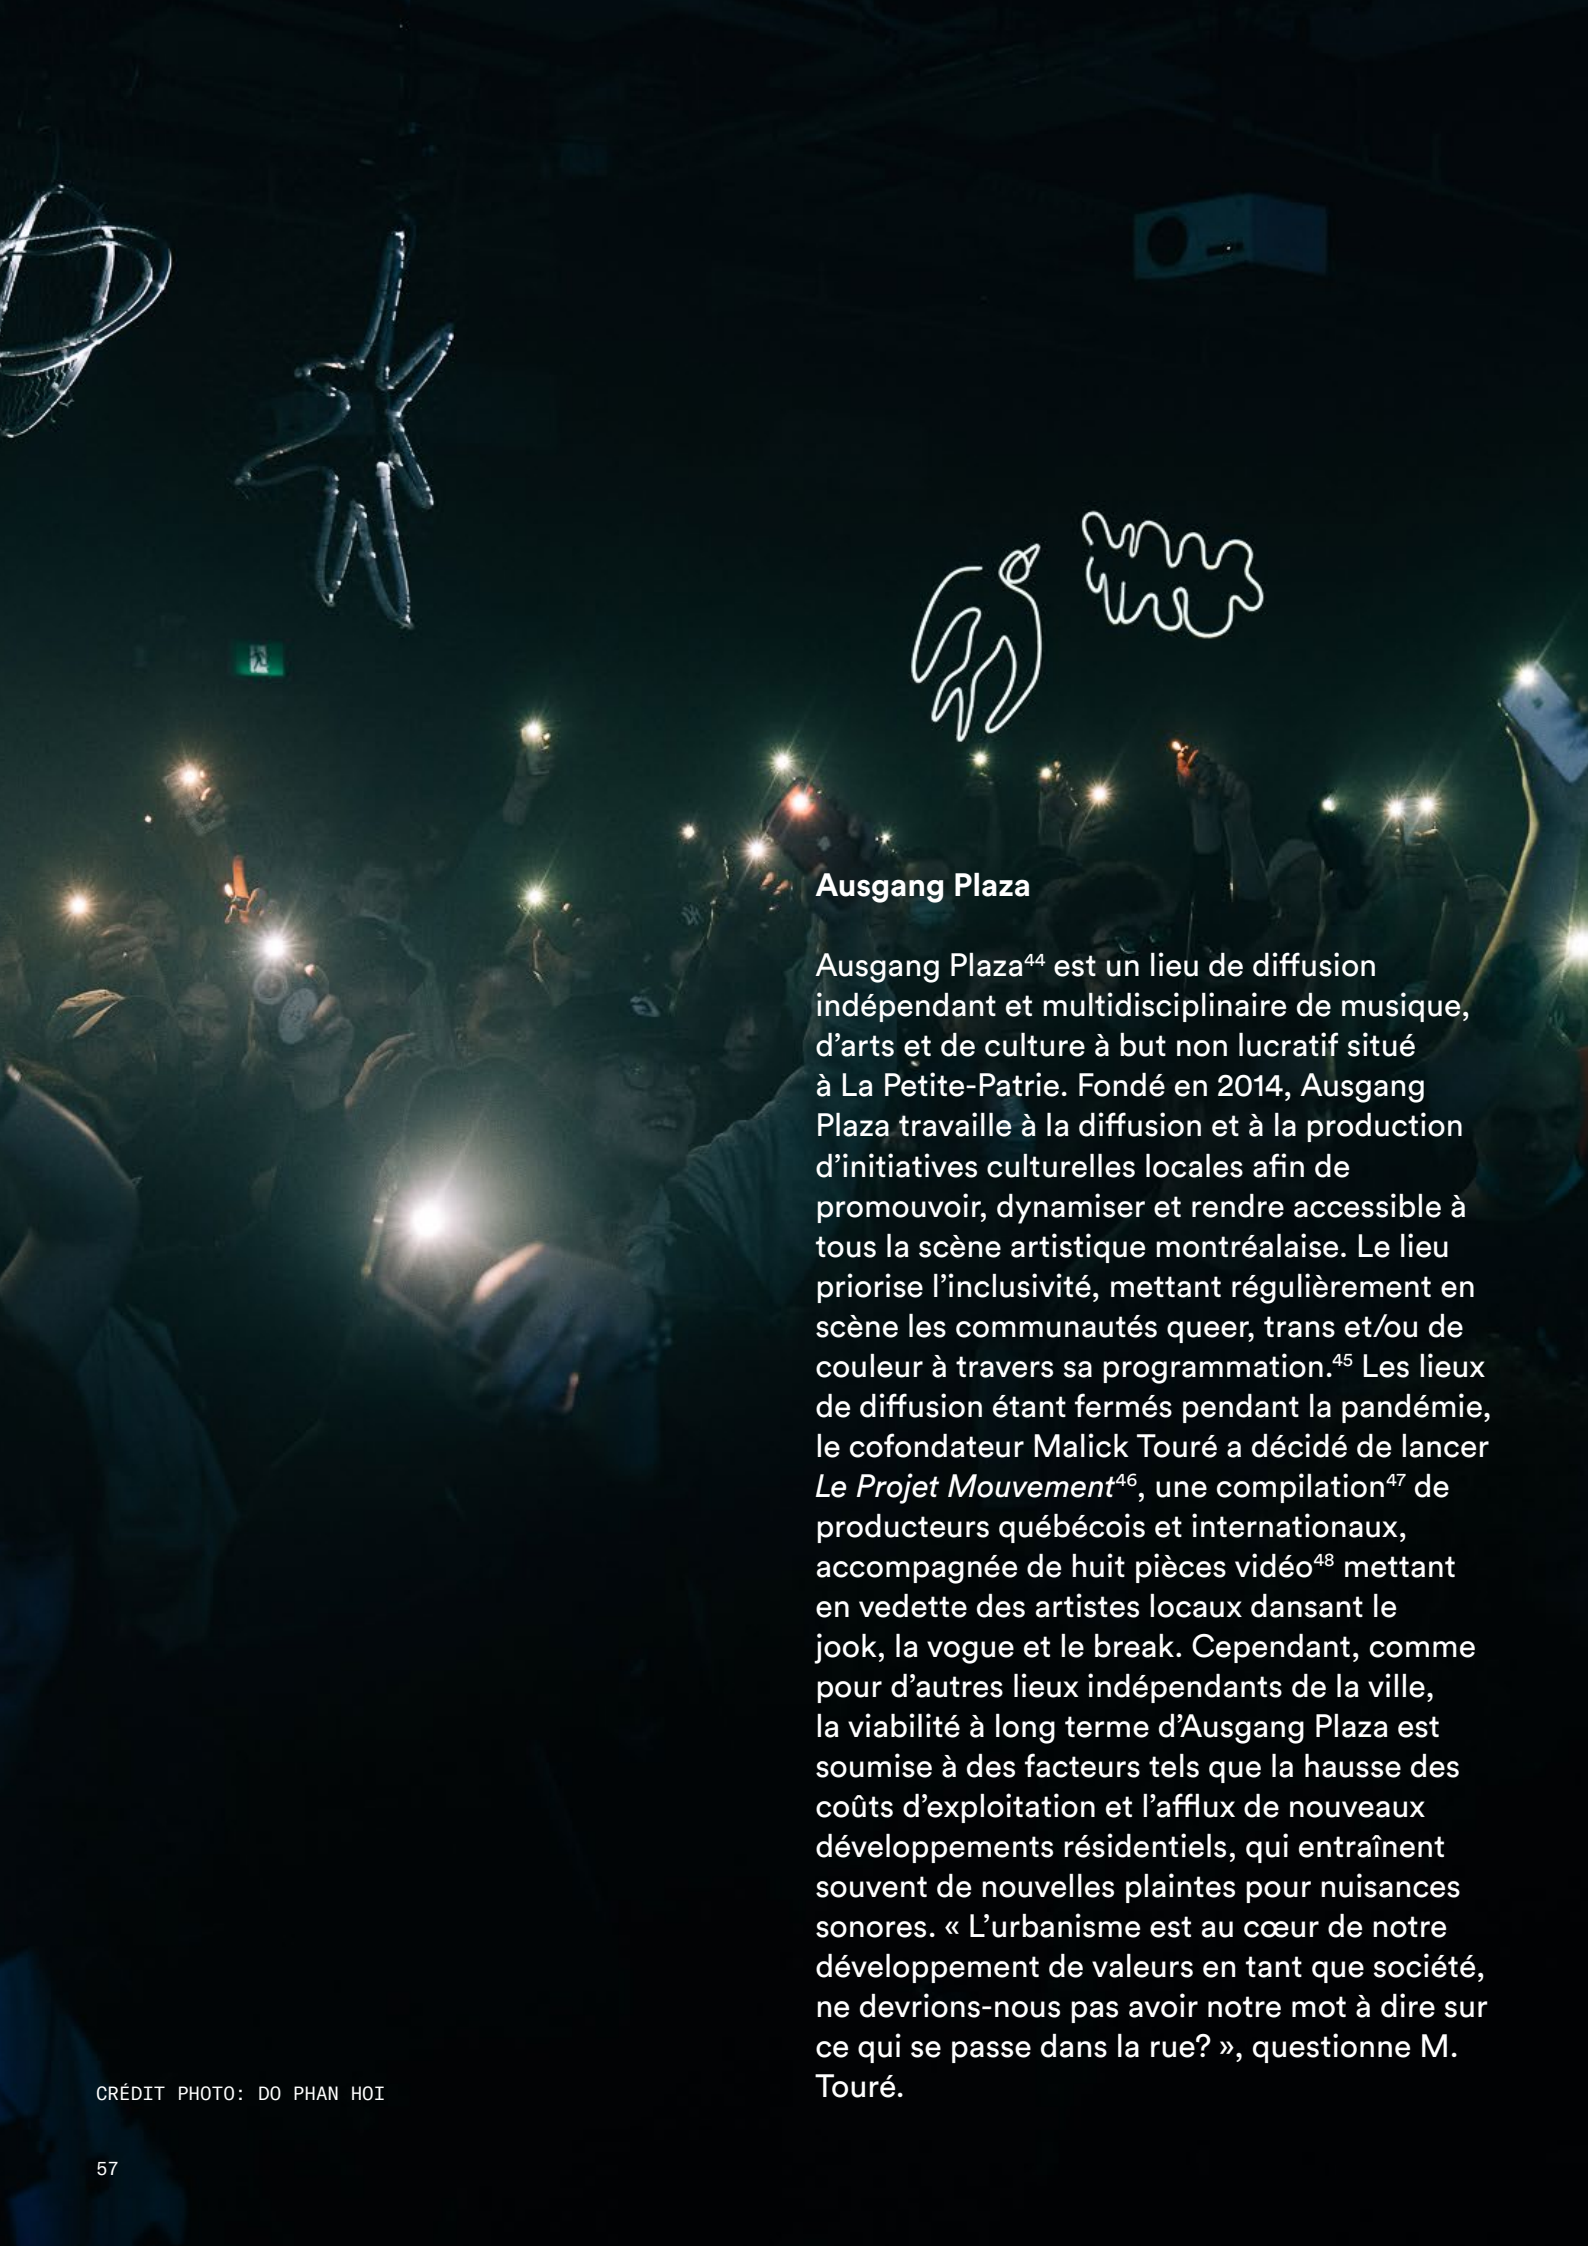 Ausgang Plaza
Ausgang Plaza⁴⁴ est un lieu de diffusion
indépendant et multidisciplinaire de musique,
d’arts et de culture à but non lucratif situé
à La Petite-Patrie. Fondé en 2014, Ausgang
Plaza travaille à la diffusion et à la production
d’initiatives culturelles locales afin de
promouvoir, dynamiser et rendre accessible à
tous la scène artistique montréalaise. Le lieu
priorise l’inclusivité, mettant régulièrement en
scène les communautés queer, trans et/ou de
couleur à travers sa programmation.⁴⁵ Les lieux
de diffusion étant fermés pendant la pandémie,
le cofondateur Malick Touré a décidé de lancer
Le Projet Mouvement⁴⁶, une compilation⁴⁷ de
producteurs québécois et internationaux,
accompagnée de huit pièces vidéo⁴⁸ mettant
en vedette des artistes locaux dansant le
jook, la vogue et le break. Cependant, comme
pour d’autres lieux indépendants de la ville,
la viabilité à long terme d’Ausgang Plaza est
soumise à des facteurs tels que la hausse des
coûts d’exploitation et l’afflux de nouveaux
développements résidentiels, qui entraînent
souvent de nouvelles plaintes pour nuisances
sonores. « L’urbanisme est au cœur de notre
développement de valeurs en tant que société,
ne devrions-nous pas avoir notre mot à dire sur
ce qui se passe dans la rue? », questionne M.
Touré.
CRÉDIT PHOTO: DO PHAN HOI
57